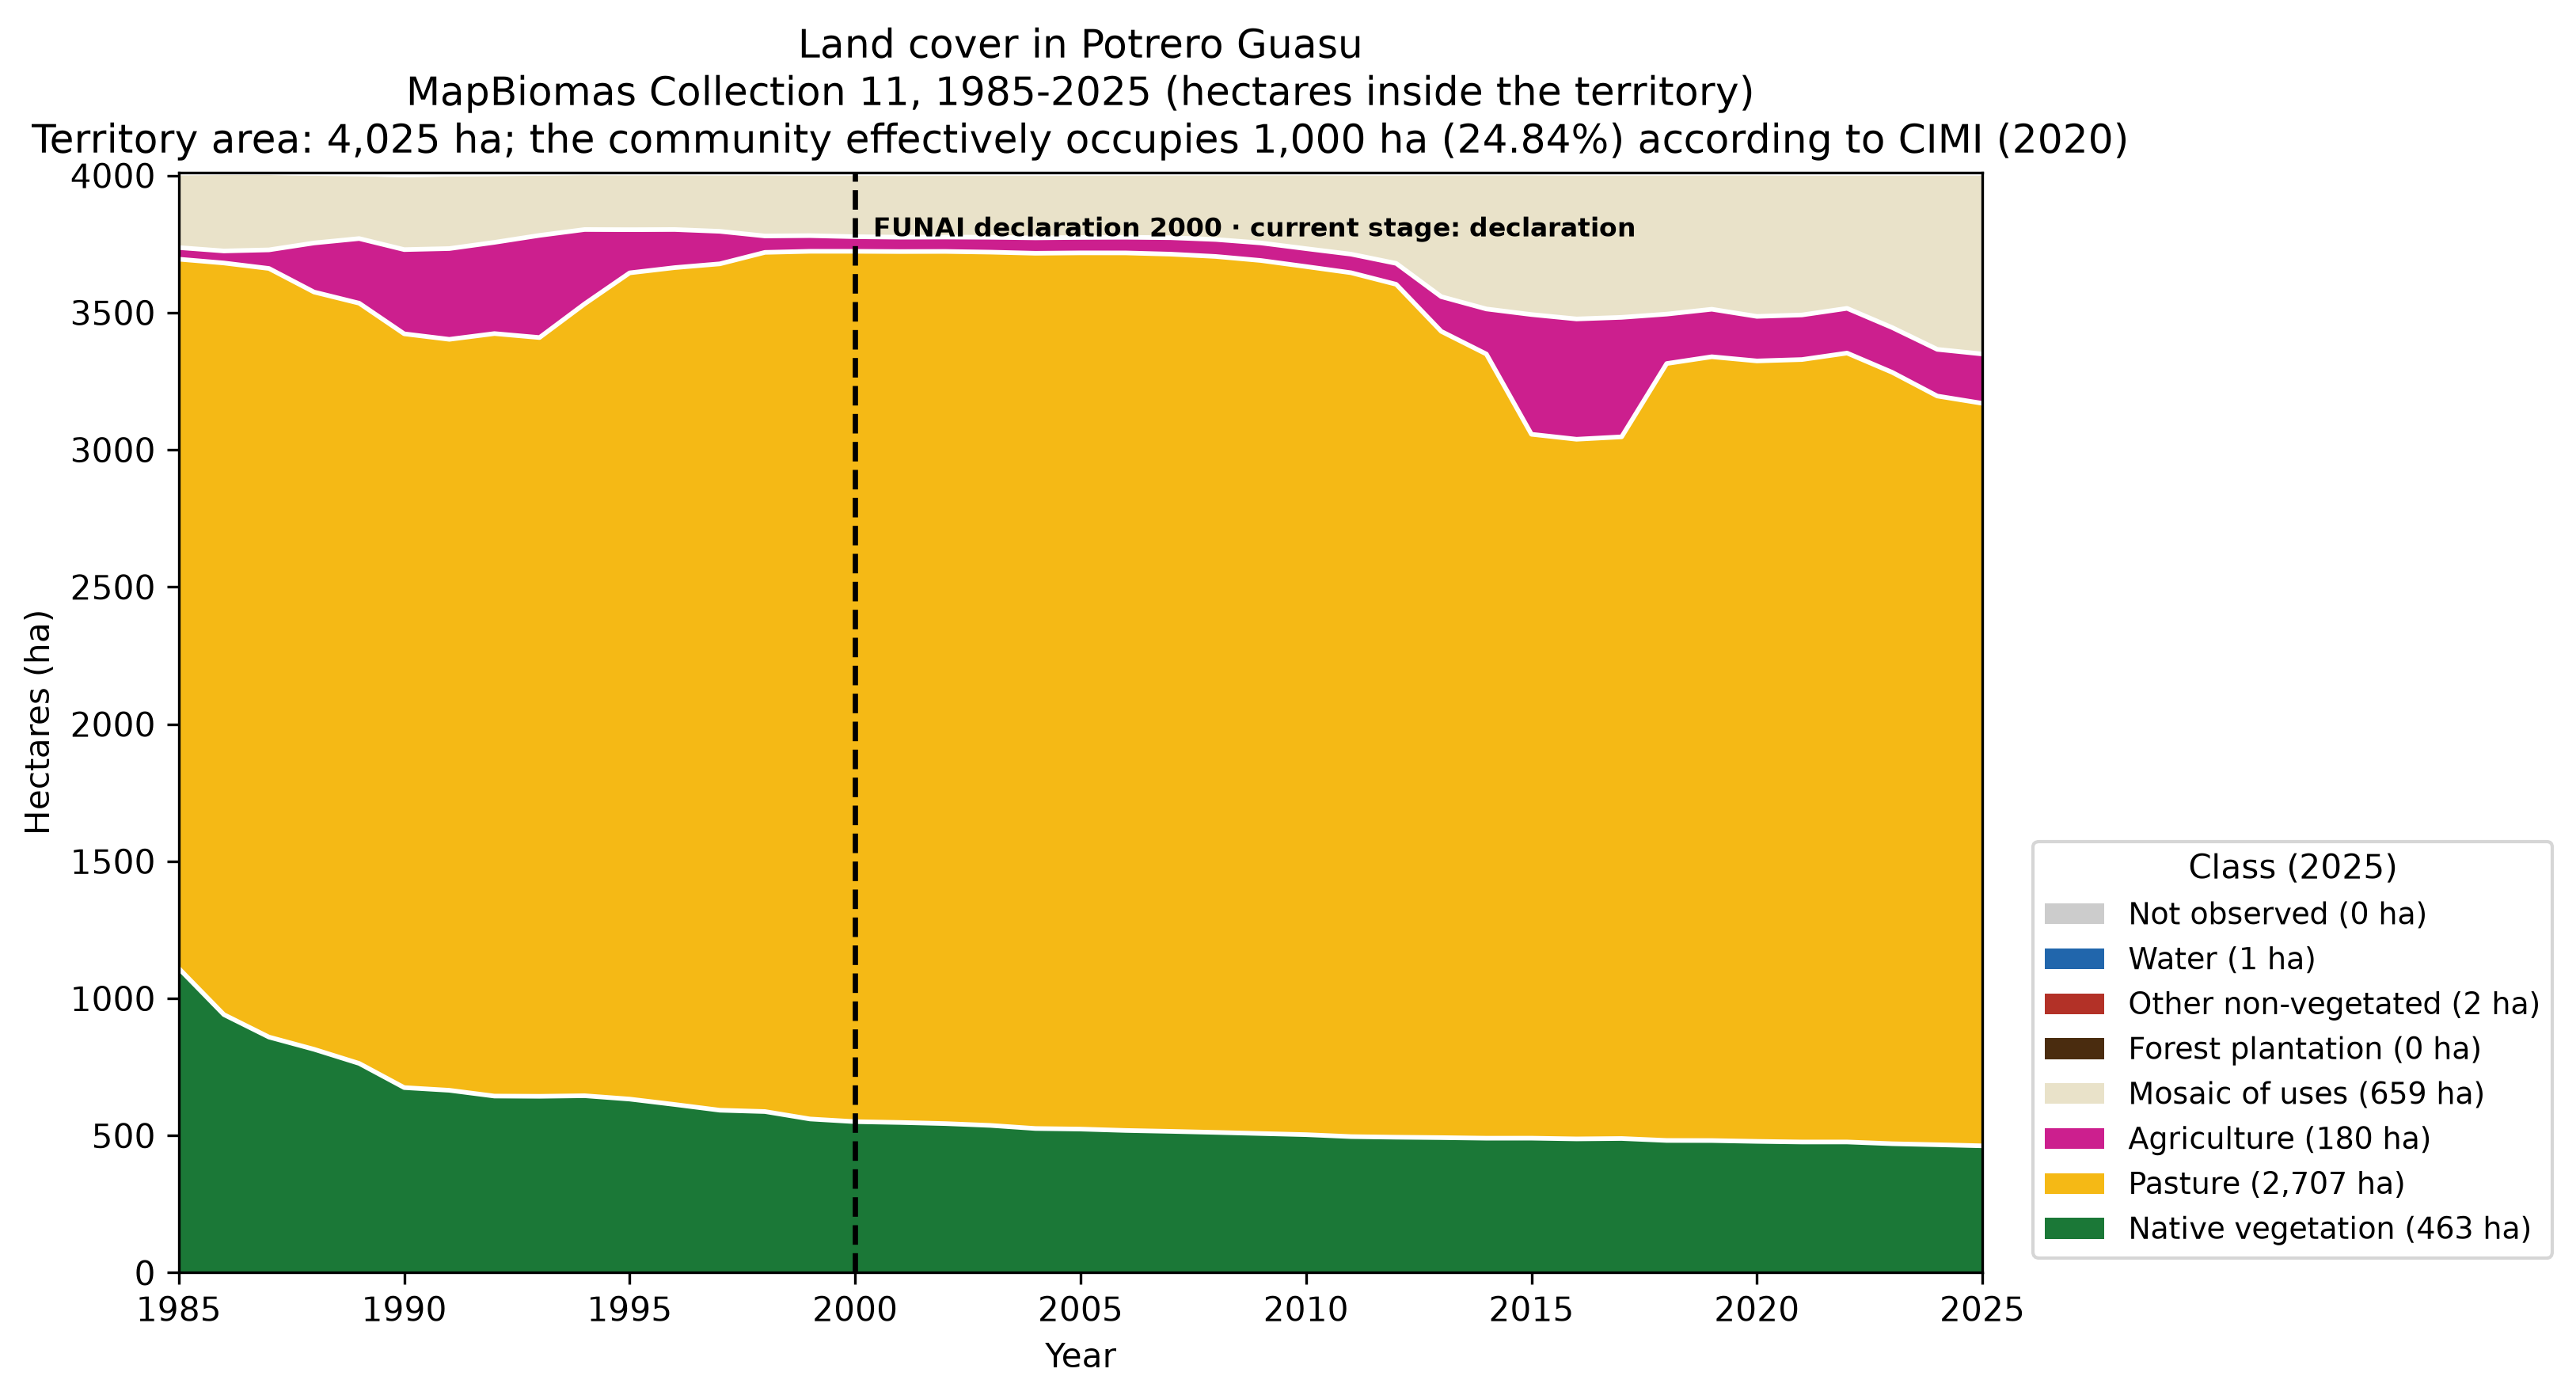 Land cover in Potrero Guasu
MapBiomas Collection 11, 1985-2025 (hectares inside the territory)
Territory area: 4,025 ha; the community effectively occupies 1,000 ha (24.84%) according to CIMI (2020)
4000
3500
3000
2500
2000
1500
1000
500
0
Hectares (ha)
FUNAI declaration 2000 · current stage: declaration
1985
1990
1995
2000
2005
2010
2015
2020
2025
Year
Class (2025)
Not observed (0 ha)
Water (1 ha)
Other non-vegetated (2 ha)
Forest plantation (0 ha)
Mosaic of uses (659 ha)
Agriculture (180 ha)
Pasture (2,707 ha)
Native vegetation (463 ha)